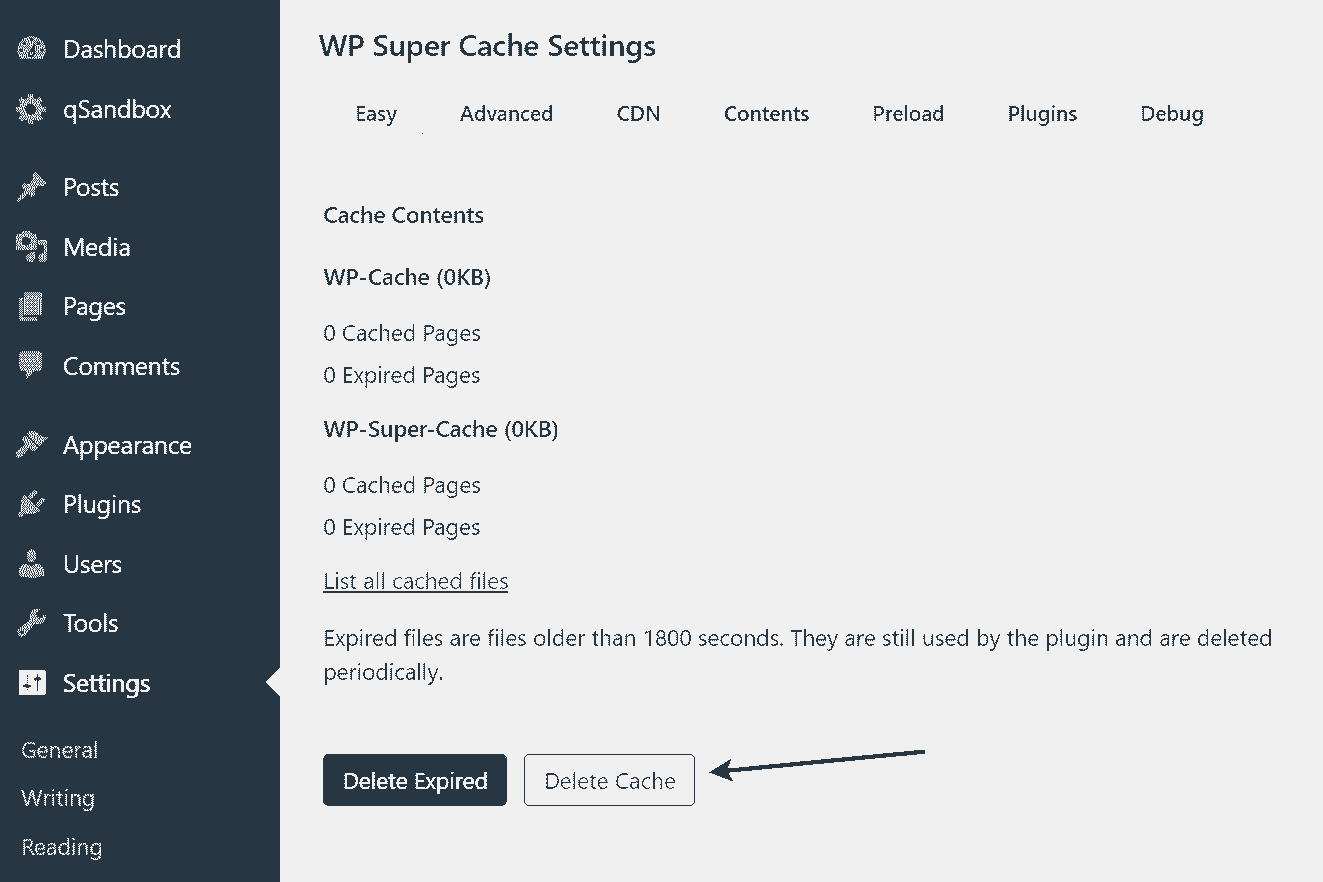 Dashboard
qSandbox
Posts
Media
Pages
Comments
Appearance
Plugins
Users
Tools
Settings
General
Writing
Reading
WP Super Cache Settings
Easy Advanced CDN Contents Preload Plugins Debug
Cache Contents
WP-Cache (0KB)
0 Cached Pages
0 Expired Pages
WP-Super-Cache (0KB)
0 Cached Pages
0 Expired Pages
List all cached files
Expired files are files older than 1800 seconds. They are still used by the plugin and are deleted
periodically.
Delete Expired Delete Cache